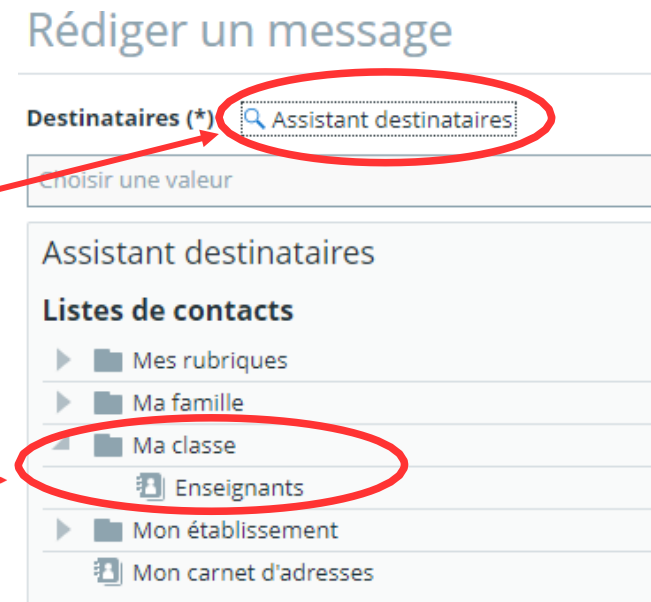 Rédiger un message
Destinataires (*) Assistant destinataires
Choisir une valeur
Assistant destinataires
Listes de contacts
Mes rubriques
Ma famille
Ma classe
Enseignants
Mon établissement
Mon carnet d'adresses